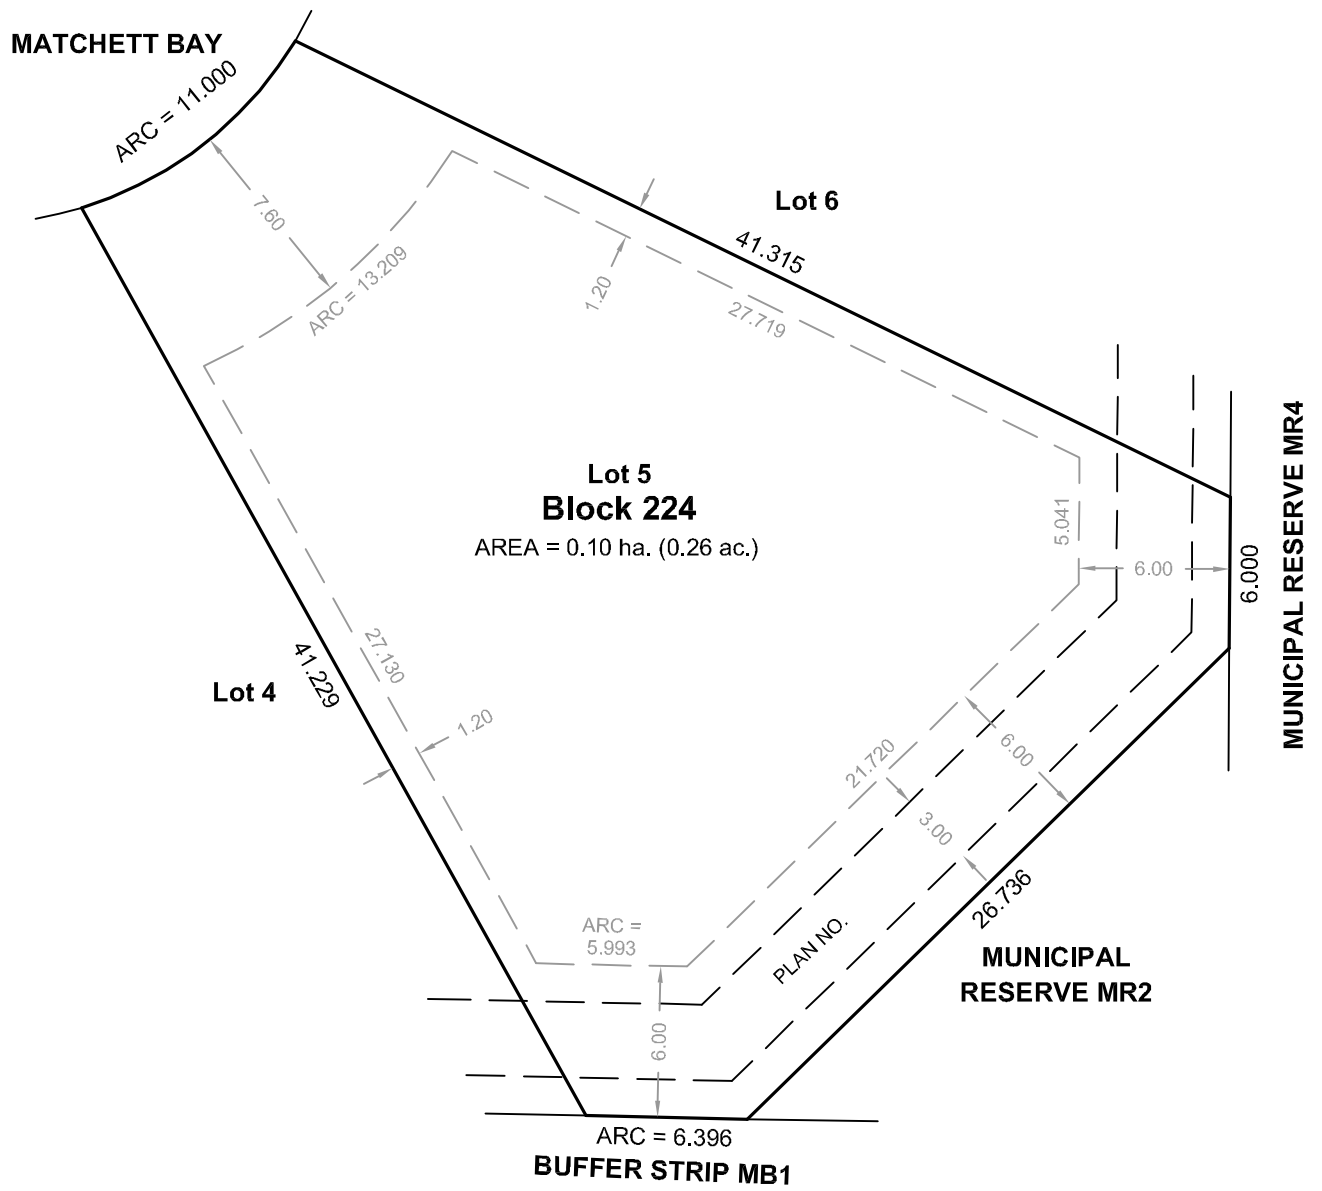 MATCHETT BAY
ARC = 11.000
7.60
ARC = 13.209
Lot 6
41.315
1.20
27.719
MUNICIPAL RESERVE MR4
Lot 5
Block 224
AREA = 0.10 ha. (0.26 ac.)
5.041
6.00
6.000
Lot 4
41.229
27.130
1.20
21.720
6.00
3.00
26.736
PLAN NO.
ARC =
5.993
MUNICIPAL
RESERVE MR2
6.00
ARC = 6.396
BUFFER STRIP MB1